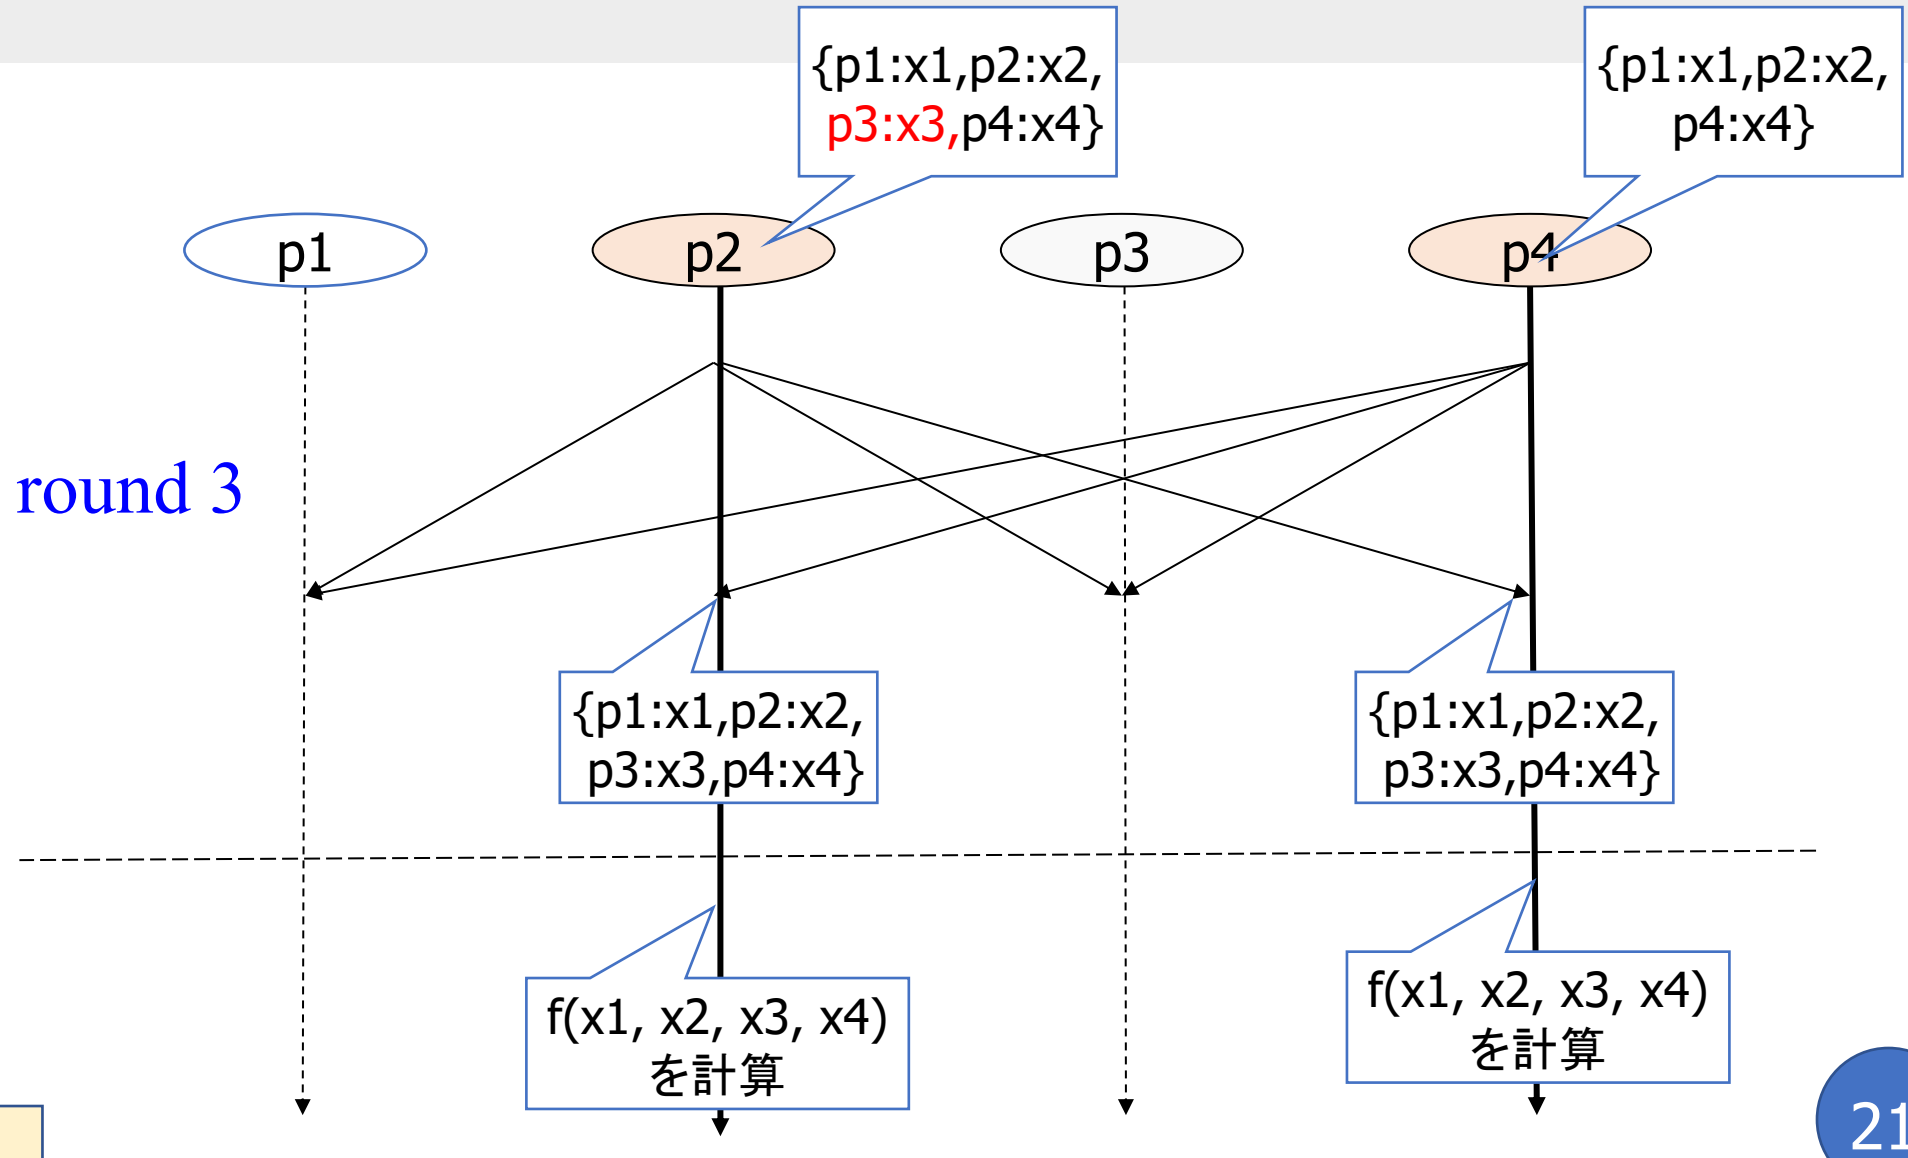 {p1:x1,p2:x2,
p3:x3,p4:x4}
{p1:x1,p2:x2,
p4:x4}
p1
p2
p3
p4
round 3
{p1:x1,p2:x2,
p3:x3,p4:x4}
{p1:x1,p2:x2,
p3:x3,p4:x4}
f(x1, x2, x3, x4)
を計算
f(x1, x2, x3, x4)
を計算
21